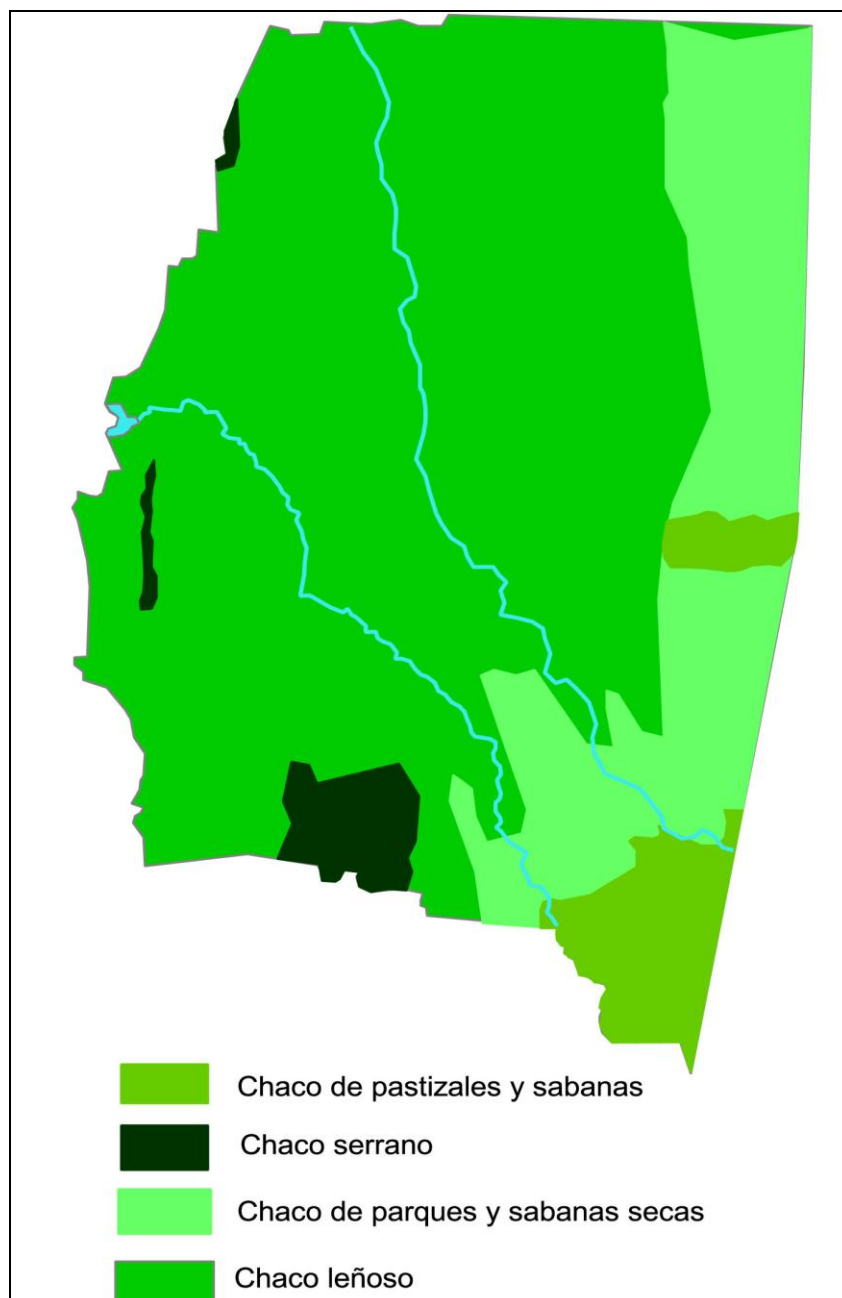 Chaco de pastizales y sabanas
Chaco serrano
Chaco de parques y sabanas secas
Chaco leñoso